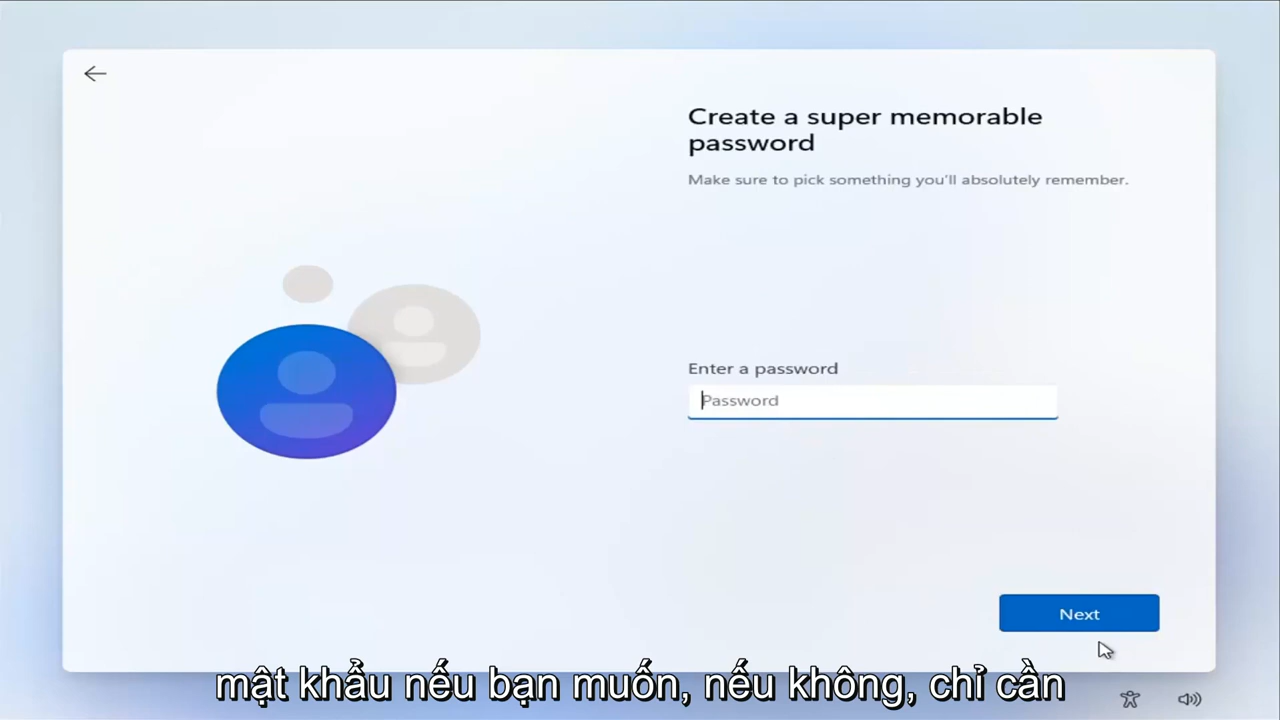 Create a super memorable
password
Make sure to pick something you'll absolutely remember.
Enter a password
Password
Next
mật khẩu nếu bạn muốn, nếu không, chỉ cần